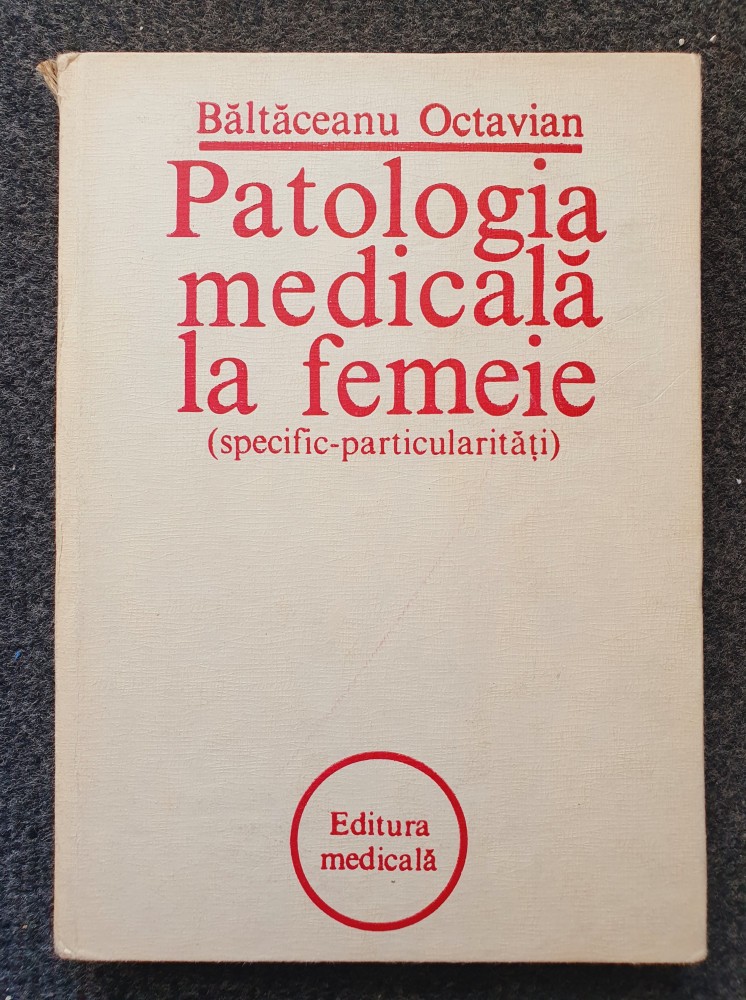 Băltăceanu Octavian
Patologia
medicală
la femeie
(specific-particularități)
Editura
medicală